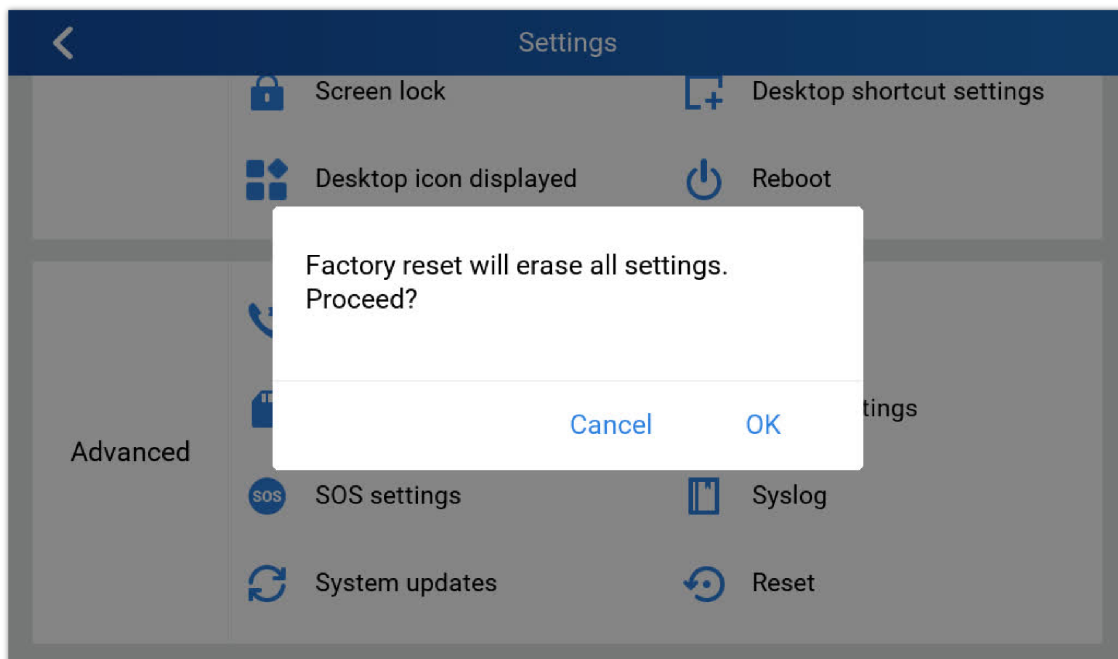 Settings
Screen lock
Desktop shortcut settings
Desktop icon displayed
Reboot
Factory reset will erase all settings.
Proceed?
Cancel
OK
Advanced
SOS
SOS settings
Syslog
System updates
Reset